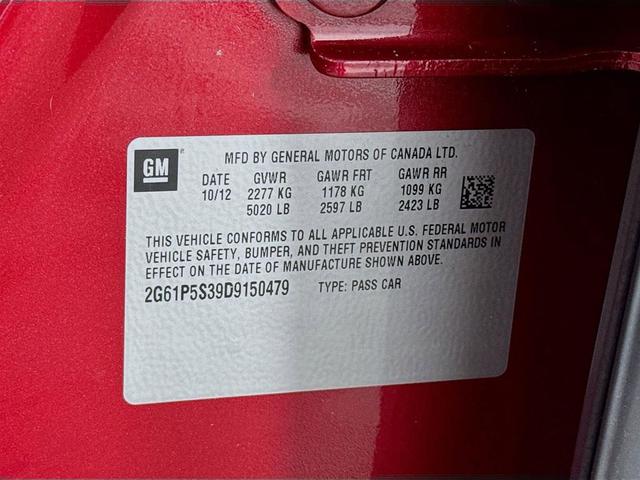 GM
MFD BY GENERAL MOTORS OF CANADA LTD.
DATE GVWR GAWR FRT GAWR RR
10/12 2277 KG 1178 KG 1099 KG
5020 LB 2597 LB 2423 LB
THIS VEHICLE CONFORMS TO ALL APPLICABLE U.S. FEDERAL MOTOR
VEHICLE SAFETY, BUMPER, AND THEFT PREVENTION STANDARDS IN
EFFECT ON THE DATE OF MANUFACTURE SHOWN ABOVE.
2G61P5S39D9150479 TYPE: PASS CAR